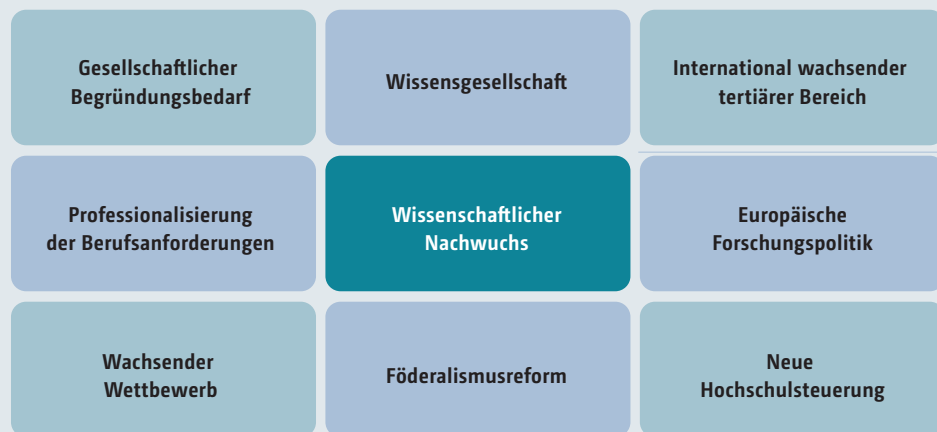 Gesellschaftlicher
Begründungsbedarf
Wissensgesellschaft
International wachsender
tertiärer Bereich
Professionalisierung
der Berufsanforderungen
Wissenschaftlicher
Nachwuchs
Europäische
Forschungspolitik
Wachsender
Wettbewerb
Föderalismusreform
Neue
Hochschulsteuerung